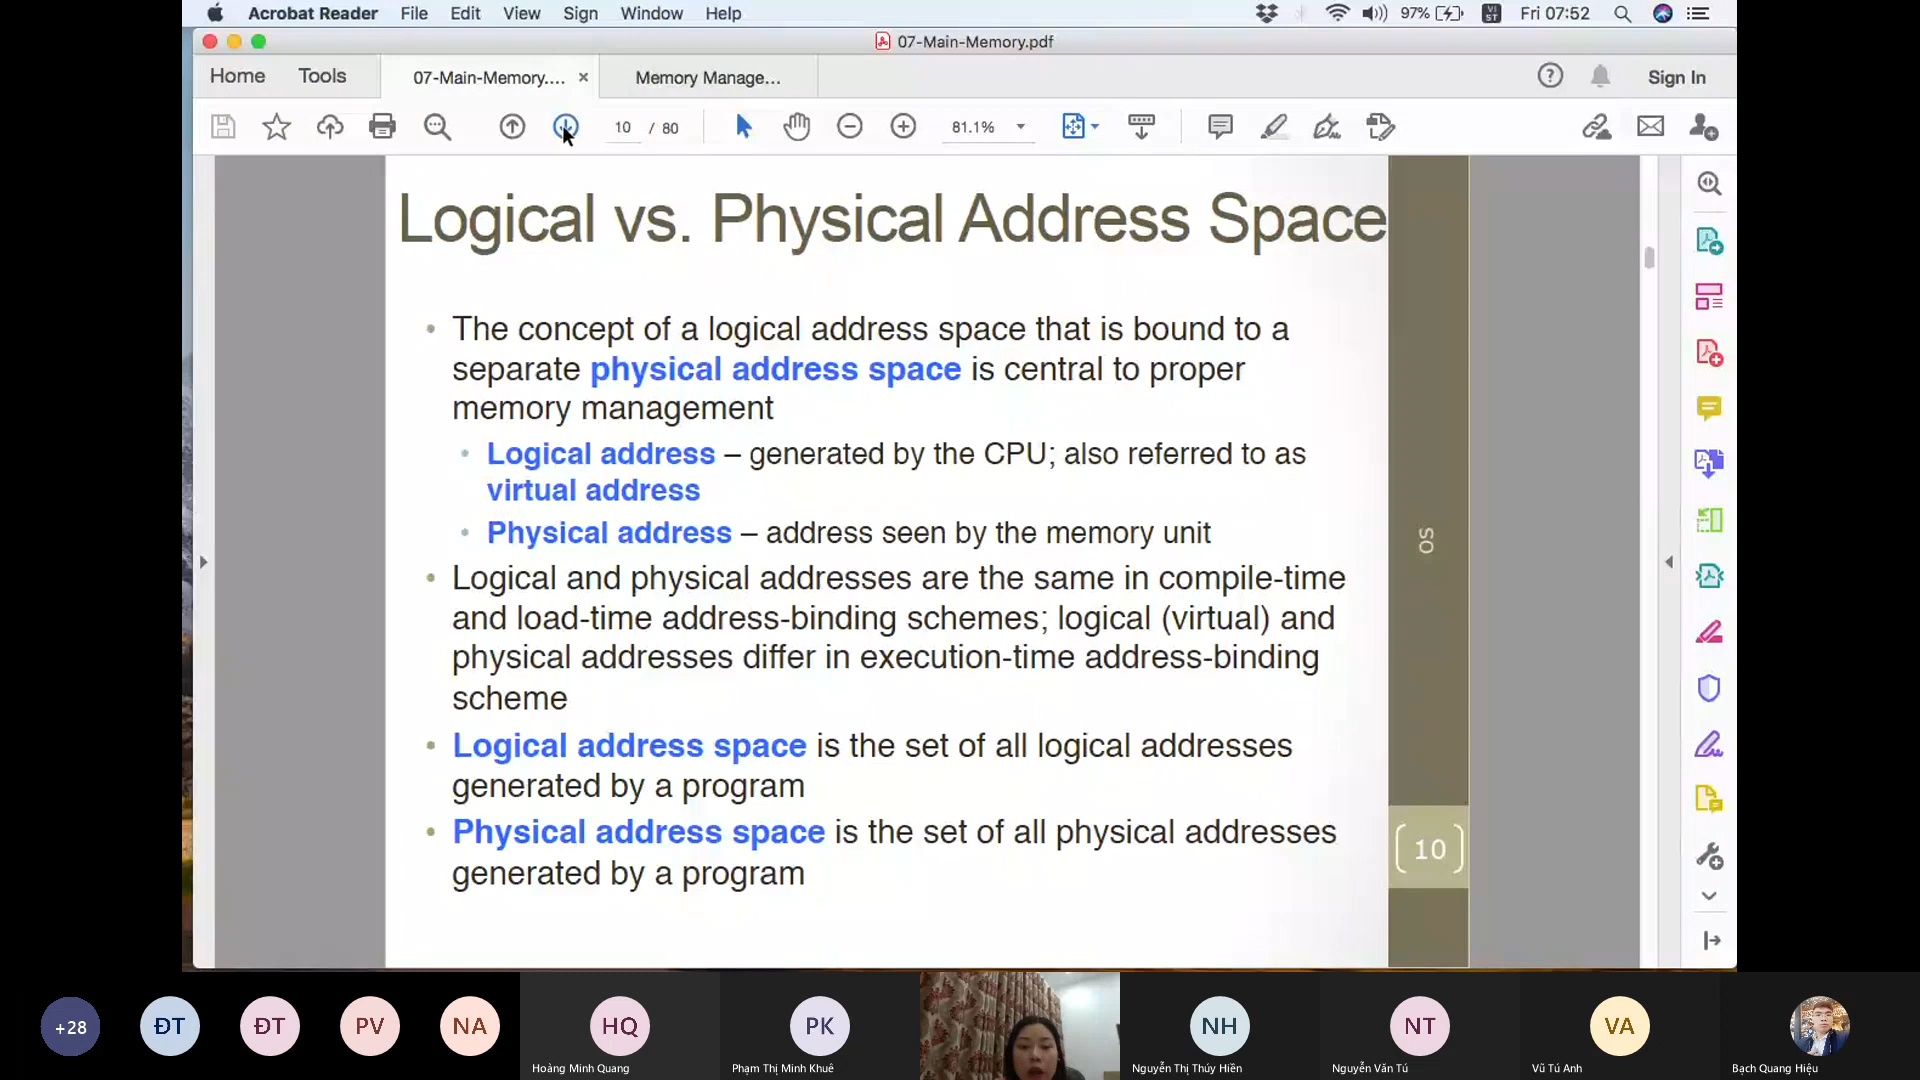 Acrobat Reader File Edit View Sign Window Help 97% VI ST Fri 07:52
07-Main-Memory.pdf
Home Tools 07-Main-Memory.... × Memory Manage... ? Sign In
10 / 80 81.1%
Logical vs. Physical Address Space
• The concept of a logical address space that is bound to a
separate physical address space is central to proper
memory management
• Logical address – generated by the CPU; also referred to as
virtual address
• Physical address – address seen by the memory unit
• Logical and physical addresses are the same in compile-time
and load-time address-binding schemes; logical (virtual) and
physical addresses differ in execution-time address-binding
scheme
• Logical address space is the set of all logical addresses
generated by a program
• Physical address space is the set of all physical addresses
generated by a program
OS
10
+28 ĐT ĐT PV NA HQ PK NH NT VA
Hoàng Minh Quang Phạm Thị Minh Khuê Nguyễn Thị Thúy Hiền Nguyễn Văn Tú Vũ Tú Anh Bạch Quang Hiệu